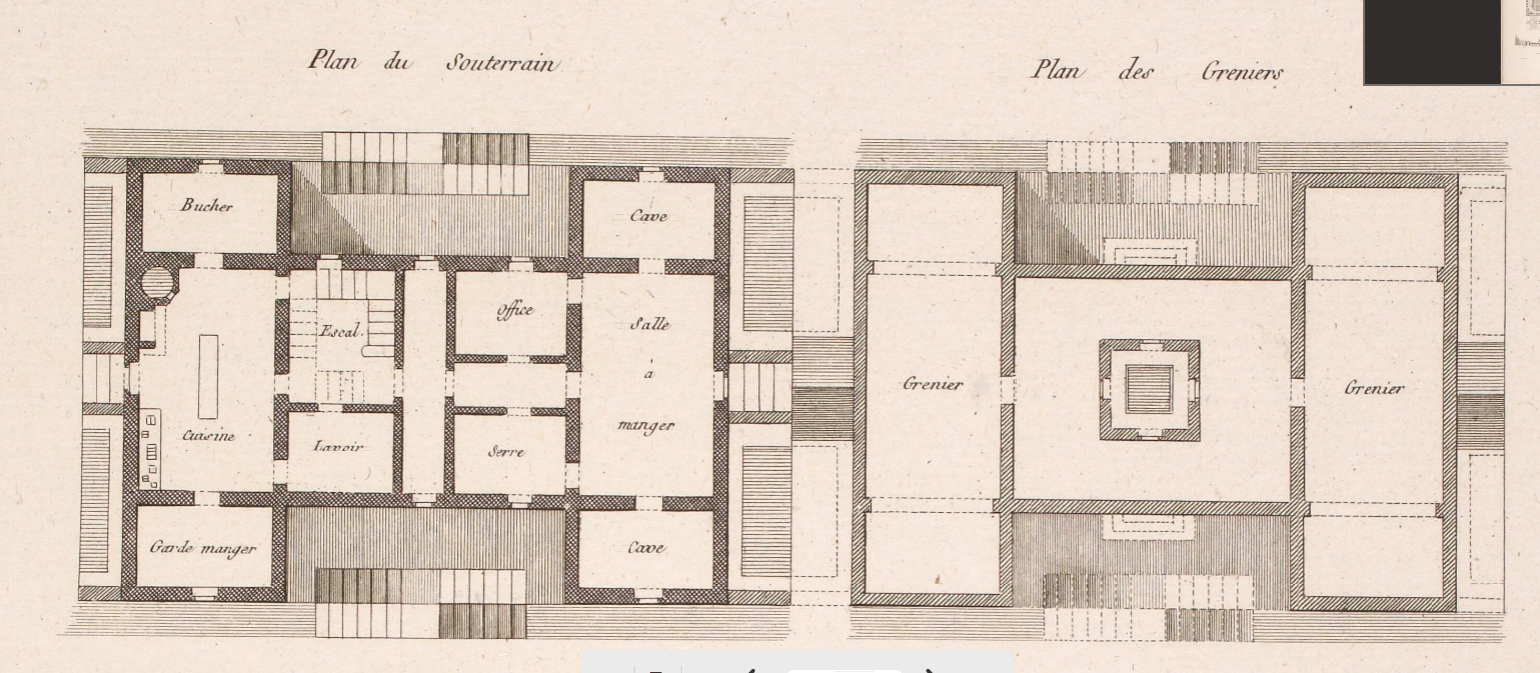 Plan du Souterrain
Plan des Greniers
Bucher
Cave
Office
Escal.
Salle
a
manger
Cuisine
Lavoir
Serre
Garde manger
Cave
Grenier
Grenier